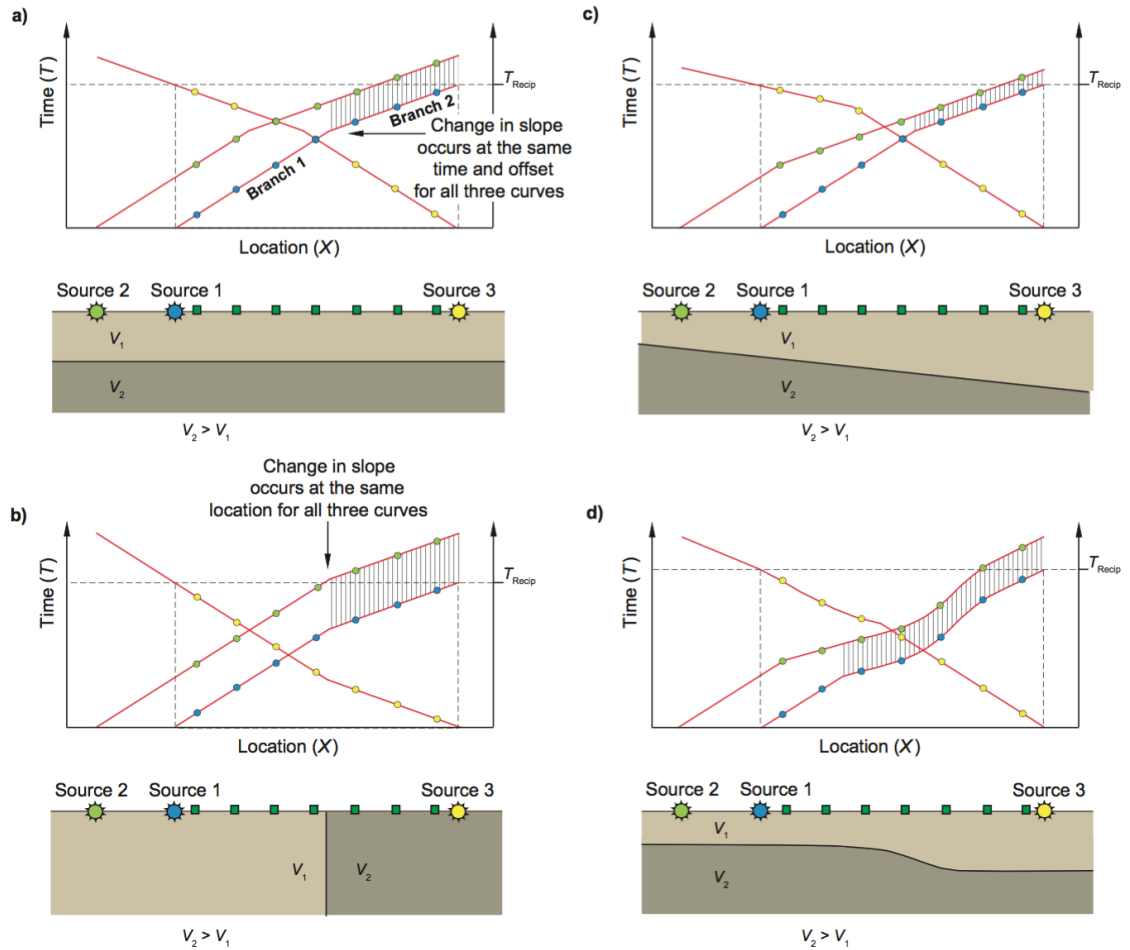 a)
Time (T)
T Recip
Branch 2
Change in slope
occurs at the same
time and offset
for all three curves
Branch 1
Location (X)
Source 2
Source 1
Source 3
V1
V2
V2 > V1
c)
Time (T)
T Recip
Location (X)
Source 2
Source 1
Source 3
V1
V2
V2 > V1
Change in slope
occurs at the same
location for all three curves
b)
Time (T)
T Recip
Location (X)
Source 2
Source 1
Source 3
V1
V2
V2 > V1
d)
Time (T)
T Recip
Location (X)
Source 2
Source 1
Source 3
V1
V2
V2 > V1